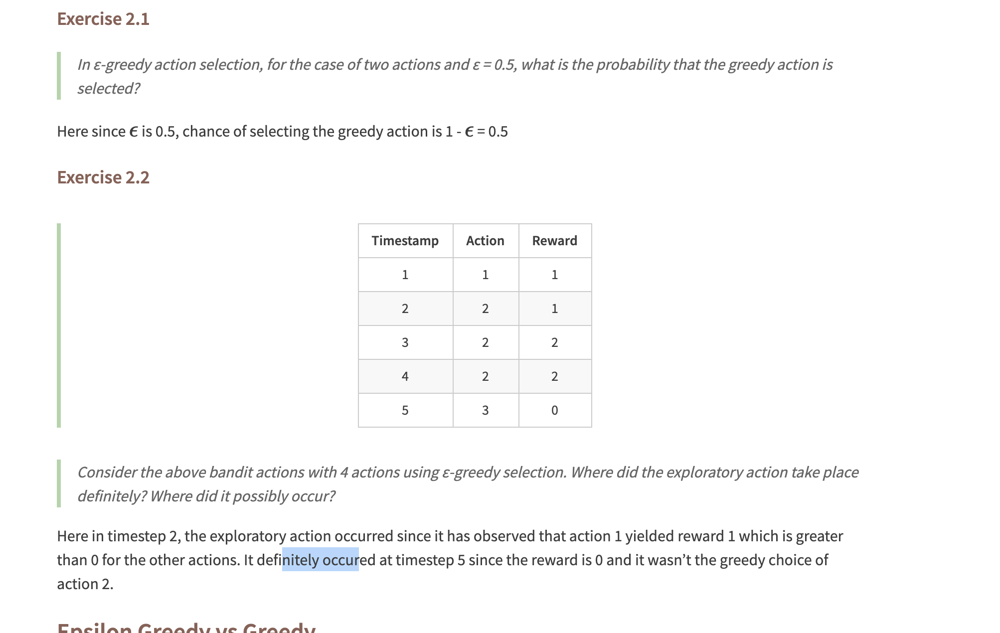 Exercise 2.1
In ε-greedy action selection, for the case of two actions and ε = 0.5, what is the probability that the greedy action is
selected?
Here since ϵ is 0.5, chance of selecting the greedy action is 1 - ϵ = 0.5
Exercise 2.2
Timestamp Action Reward
1 1 1
2 2 1
3 2 2
4 2 2
5 3 0
Consider the above bandit actions with 4 actions using ε-greedy selection. Where did the exploratory action take place
definitely? Where did it possibly occur?
Here in timestep 2, the exploratory action occurred since it has observed that action 1 yielded reward 1 which is greater
than 0 for the other actions. It definitely occured at timestep 5 since the reward is 0 and it wasn’t the greedy choice of
action 2.
Epsilon Greedy vs Greedy